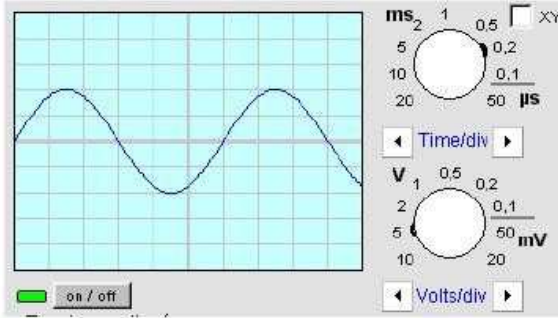 ms 2 1 0,5 XY
5 0,2
10 0,1
20 50 µs
Time/div
V 1 0,5 0,2
2 0,1
5 50 mV
10 20
on / off Volts/div